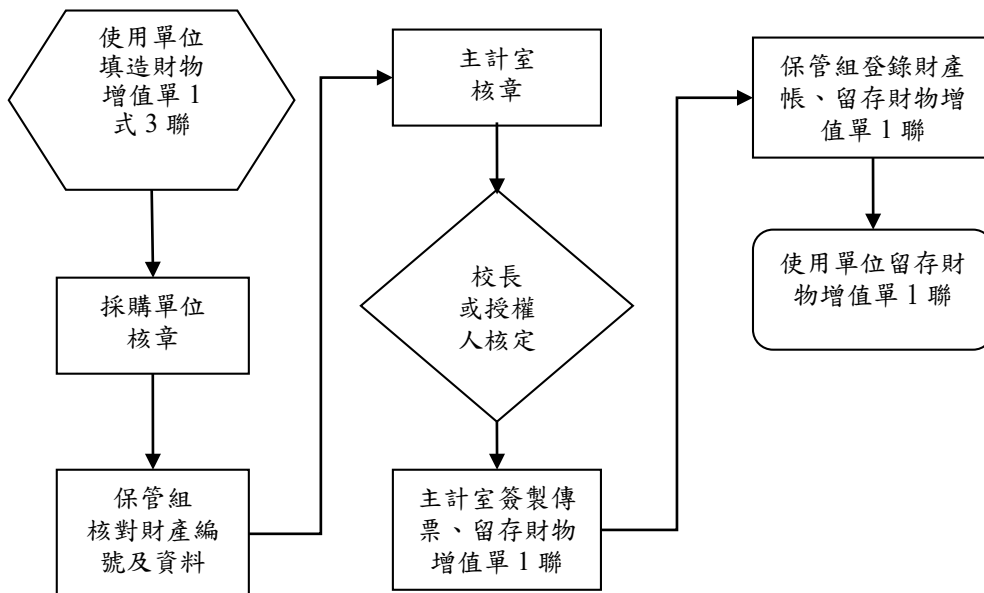 使用單位
填造財物
增值單 1
式 3 聯
採購單位
核章
保管組
核對財產編
號及資料
主計室
核章
校長
或授權
人核定
主計室簽製傳
票、留存財物
增值單 1 聯
保管組登錄財產
帳、留存財物增
值單 1 聯
使用單位留存財
物增值單 1 聯